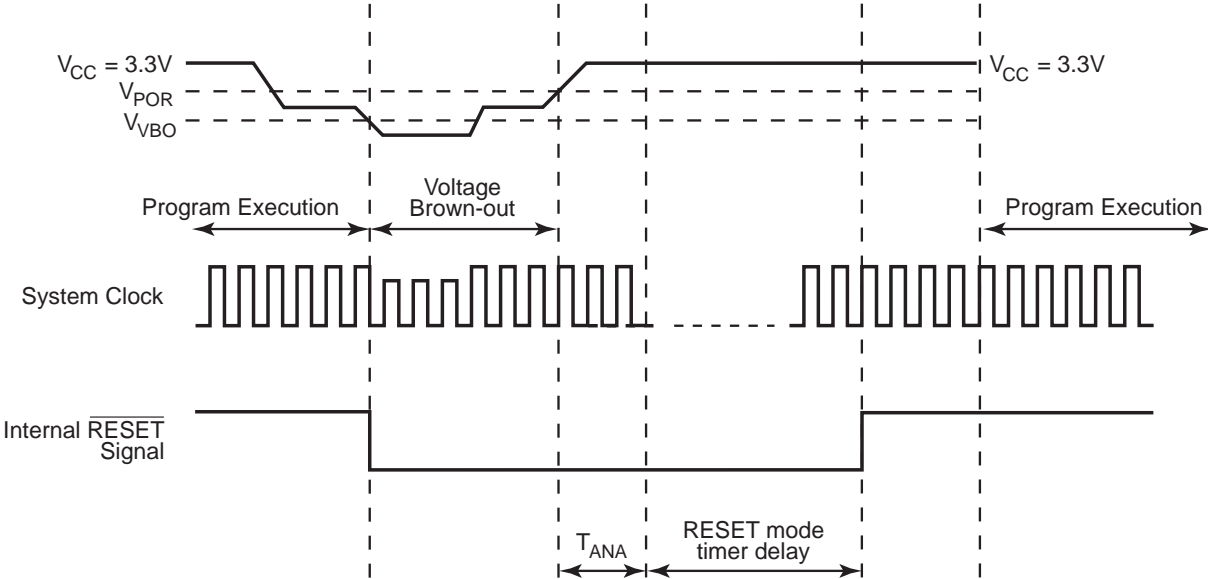 VCC = 3.3V
VCC = 3.3V
VPOR
VVBO
Program Execution
Voltage
Brown-out
Program Execution
System Clock
Internal RESET
Signal
TANA
RESET mode
timer delay